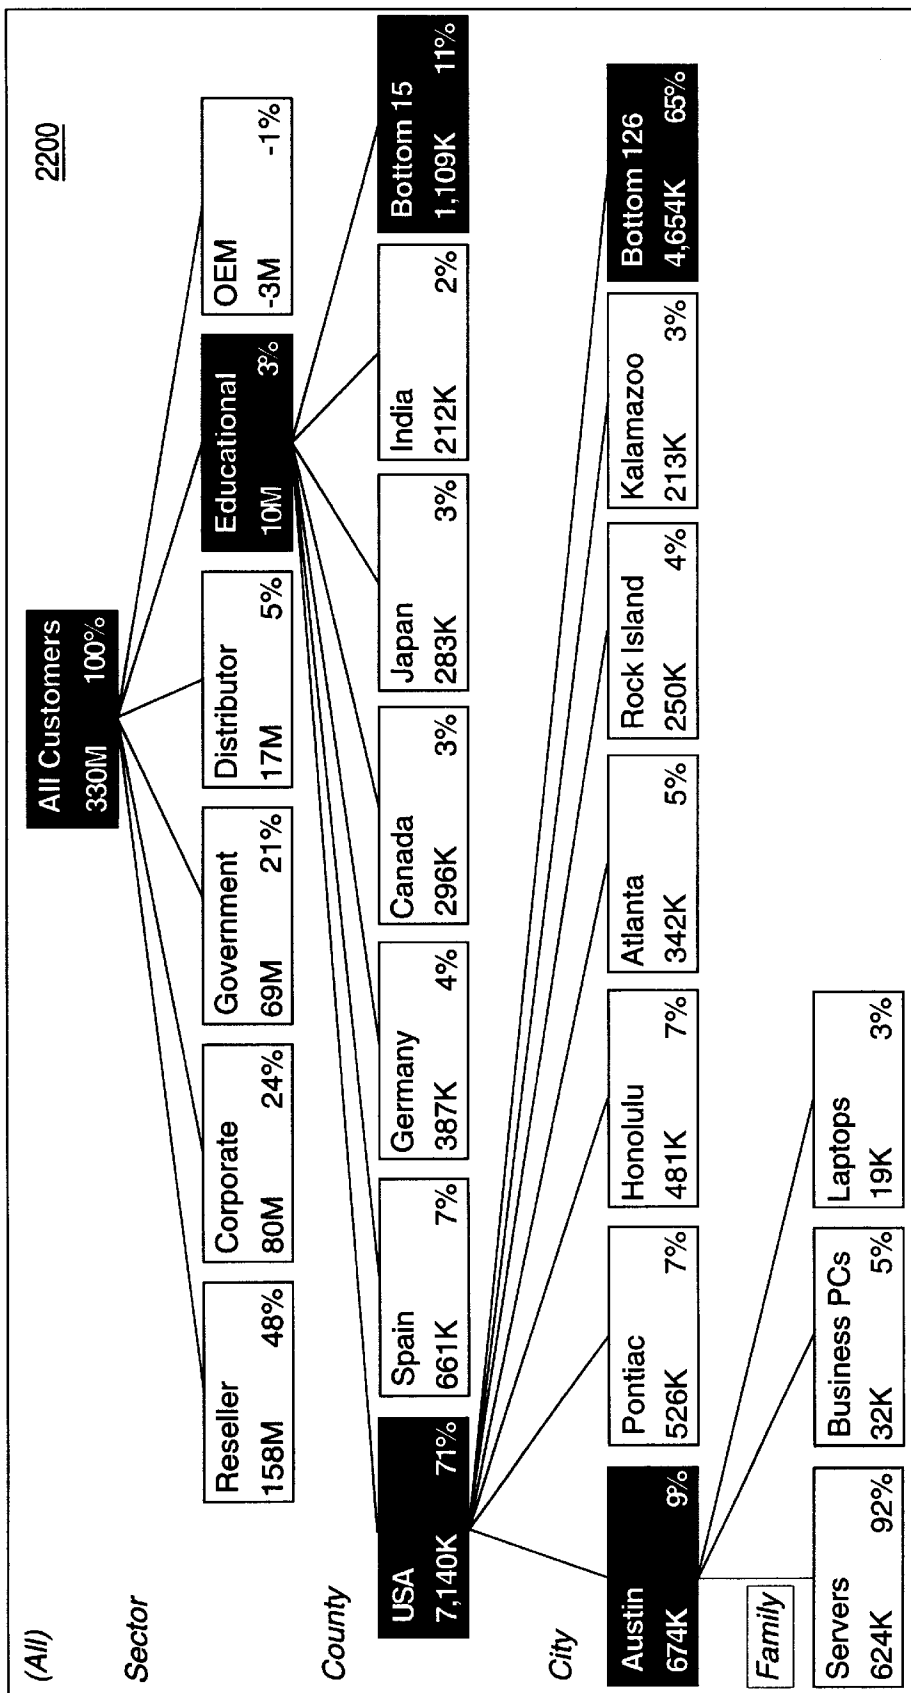 2200
(All)
All Customers
330M 100%
Sector
Reseller
158M 48%
Corporate
80M 24%
Government
69M 21%
Distributor
17M 5%
Educational
10M 3%
OEM
-3M -1%
County
USA
7,140K 71%
Spain
661K 7%
Germany
387K 4%
Canada
296K 3%
Japan
283K 3%
India
212K 2%
Bottom 15
1,109K 11%
City
Austin
674K 9%
Pontiac
526K 7%
Honolulu
481K 7%
Atlanta
342K 5%
Rock Island
250K 4%
Kalamazoo
213K 3%
Bottom 126
4,654K 65%
Family
Servers
624K 92%
Business PCs
32K 5%
Laptops
19K 3%